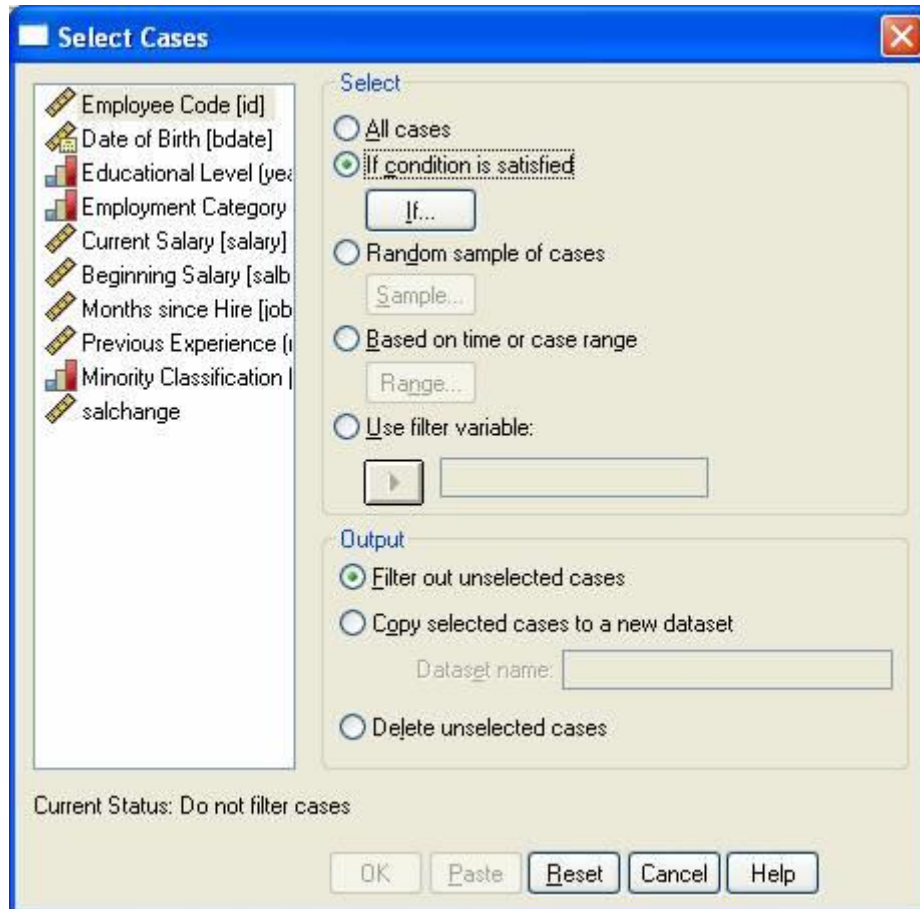 Select Cases
Employee Code [id]
Date of Birth [bdate]
Educational Level (yea
Employment Category
Current Salary [salary]
Beginning Salary [salb
Months since Hire [job
Previous Experience (
Minority Classification [
salchange
Select
All cases
If condition is satisfied
If...
Random sample of cases
Sample...
Based on time or case range
Range...
Use filter variable:
Output
Filter out unselected cases
Copy selected cases to a new dataset
Dataset name:
Delete unselected cases
Current Status: Do not filter cases
OK Paste Reset Cancel Help